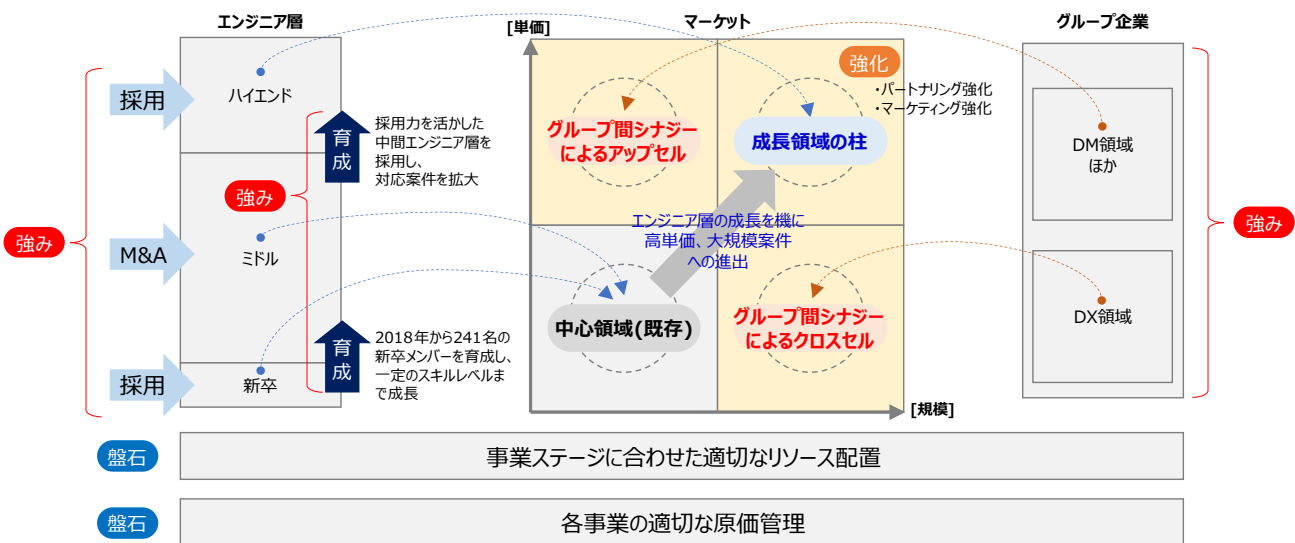 エンジニア層
採用
ハイエンド
育成
採用力を活かした
中間エンジニア層を
採用し、
対応案件を拡大
強み
強み
M&A
ミドル
育成
2018年から241名の
新卒メンバーを育成し、
一定のスキルレベルま
で成長
採用
新卒
マーケット
[単価]
強化
・パートナリング強化
・マーケティング強化
グループ間シナジー
によるアップセル
成長領域の柱
エンジニア層の成長を機に
高単価、大規模案件
への進出
中心領域(既存)
グループ間シナジー
によるクロスセル
[規模]
グループ企業
DM領域
ほか
強み
DX領域
盤石
事業ステージに合わせた適切なリソース配置
盤石
各事業の適切な原価管理